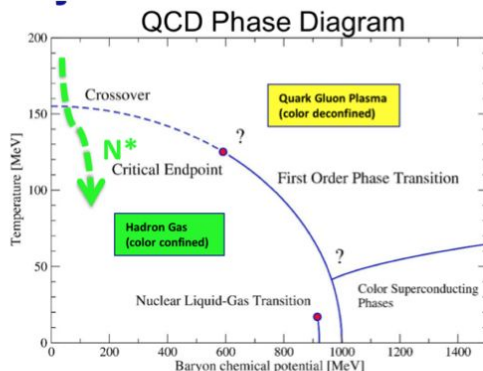 QCD Phase Diagram
200
150
100
50
0
Temperature [MeV]
Crossover
N*
?
Critical Endpoint
Quark Gluon Plasma
(color deconfined)
First Order Phase Transition
Hadron Gas
(color confined)
?
Nuclear Liquid-Gas Transition
Color Superconducting
Phases
0 200 400 600 800 1000 1200 1400
Baryon chemical potential [MeV]